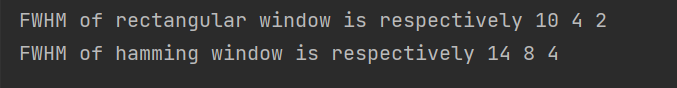 FWHM of rectangular window is respectively 10 4 2
FWHM of hamming window is respectively 14 8 4